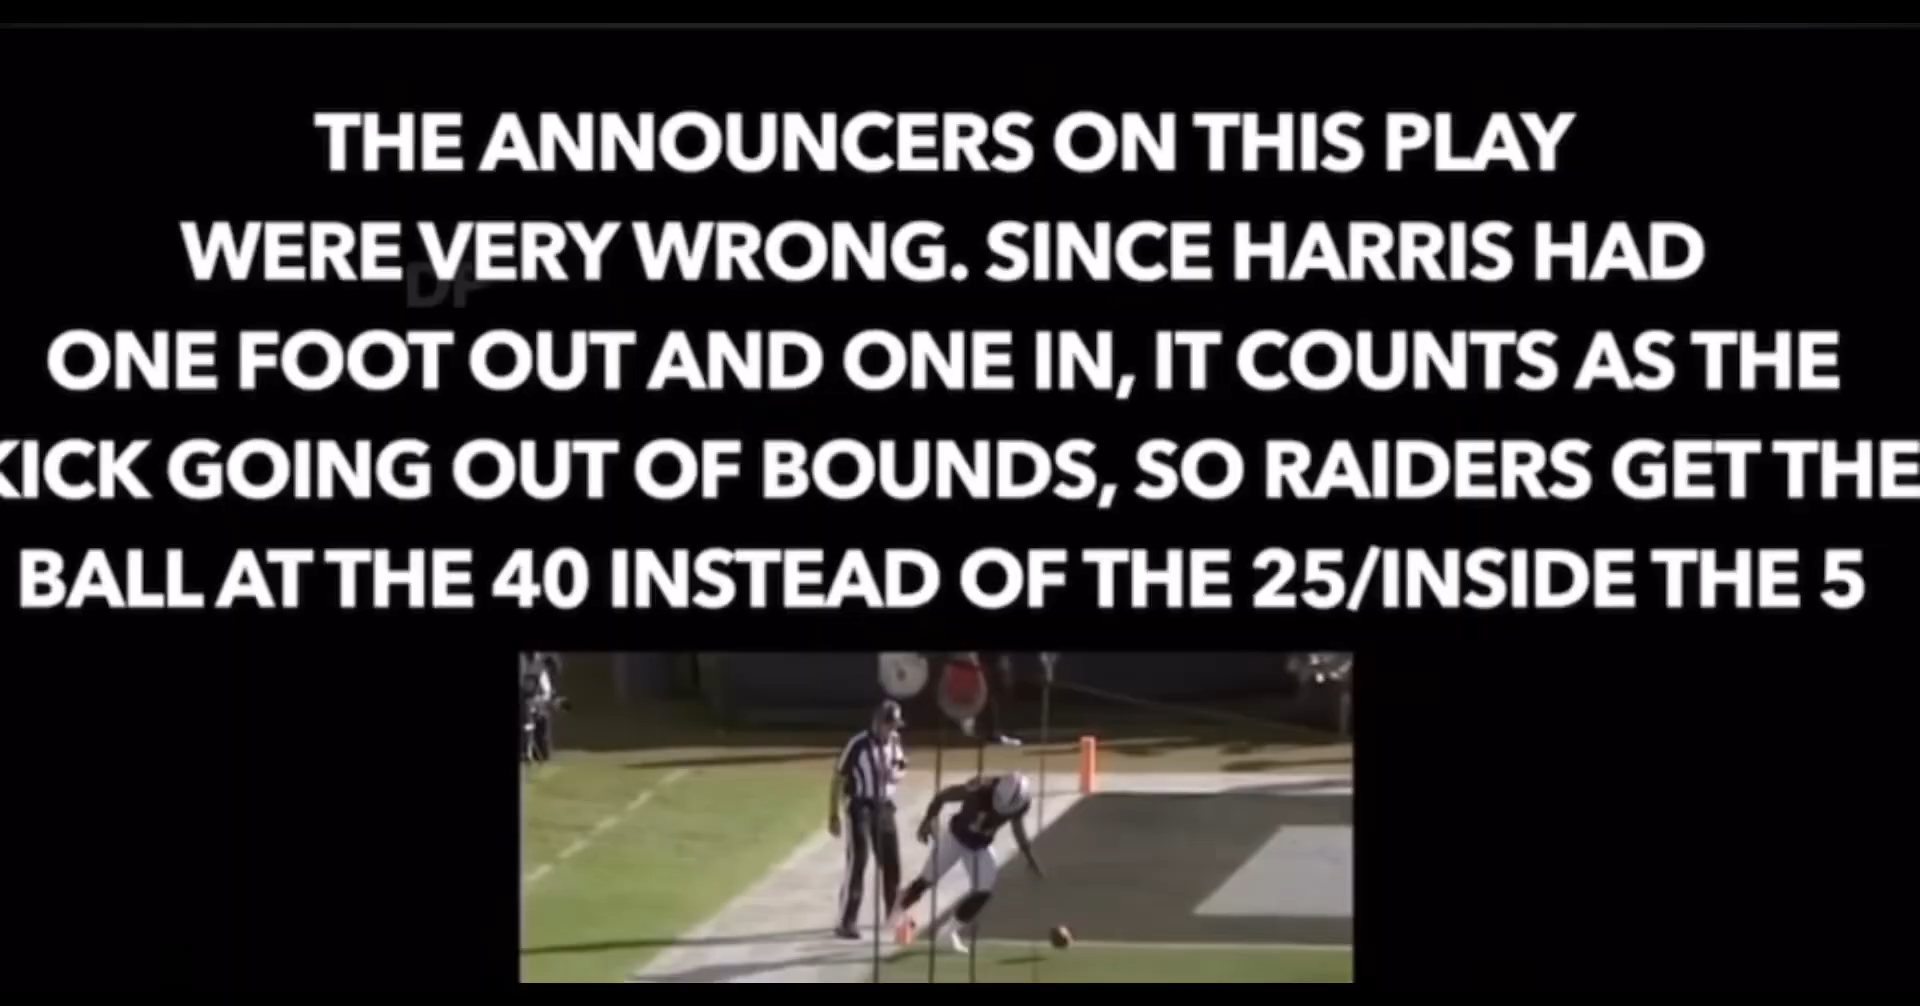 THE ANNOUNCERS ON THIS PLAY
WERE VERY WRONG. SINCE HARRIS HAD
ONE FOOT OUT AND ONE IN, IT COUNTS AS THE
KICK GOING OUT OF BOUNDS, SO RAIDERS GET THE
BALL AT THE 40 INSTEAD OF THE 25/INSIDE THE 5